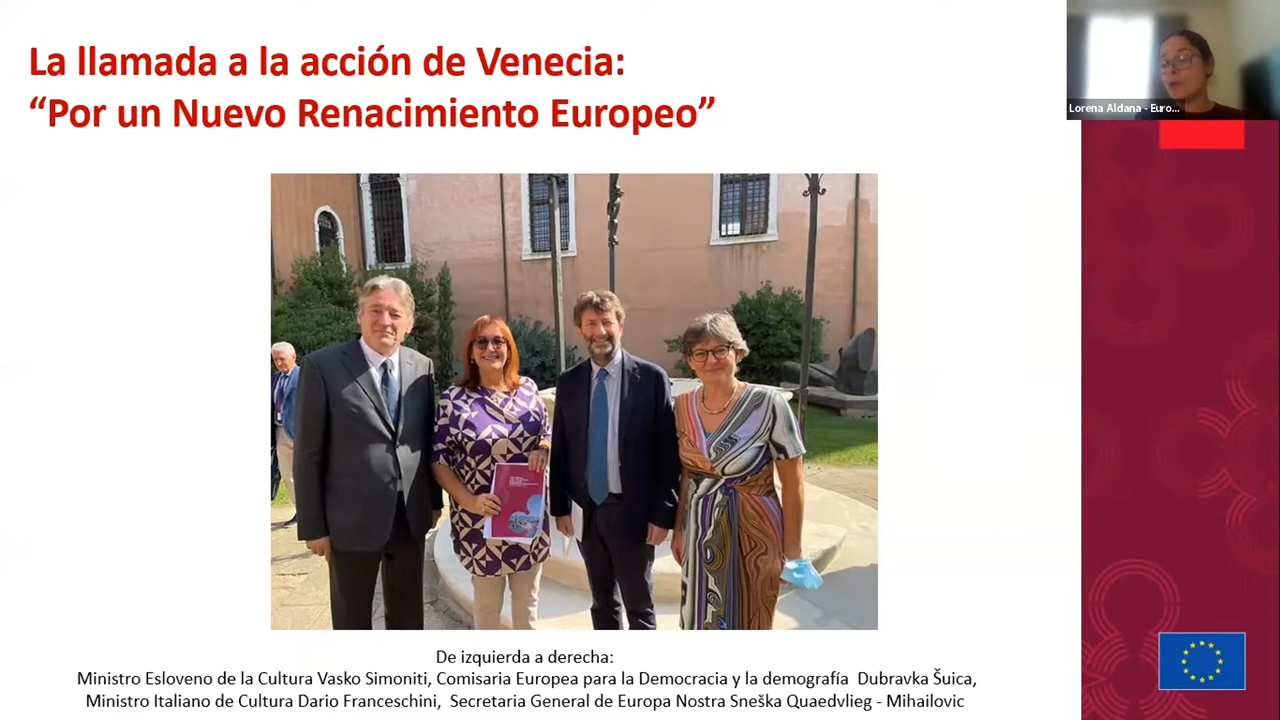 La llamada a la acción de Venecia:
“Por un Nuevo Renacimiento Europeo”
Lorena Aldana - Euro...
De izquierda a derecha:
Ministro Esloveno de la Cultura Vasko Simoniti, Comisaria Europea para la Democracia y la demografía Dubravka Šuica,
Ministro Italiano de Cultura Dario Franceschini, Secretaria General de Europa Nostra Sneška Quaedvlieg - Mihailovic